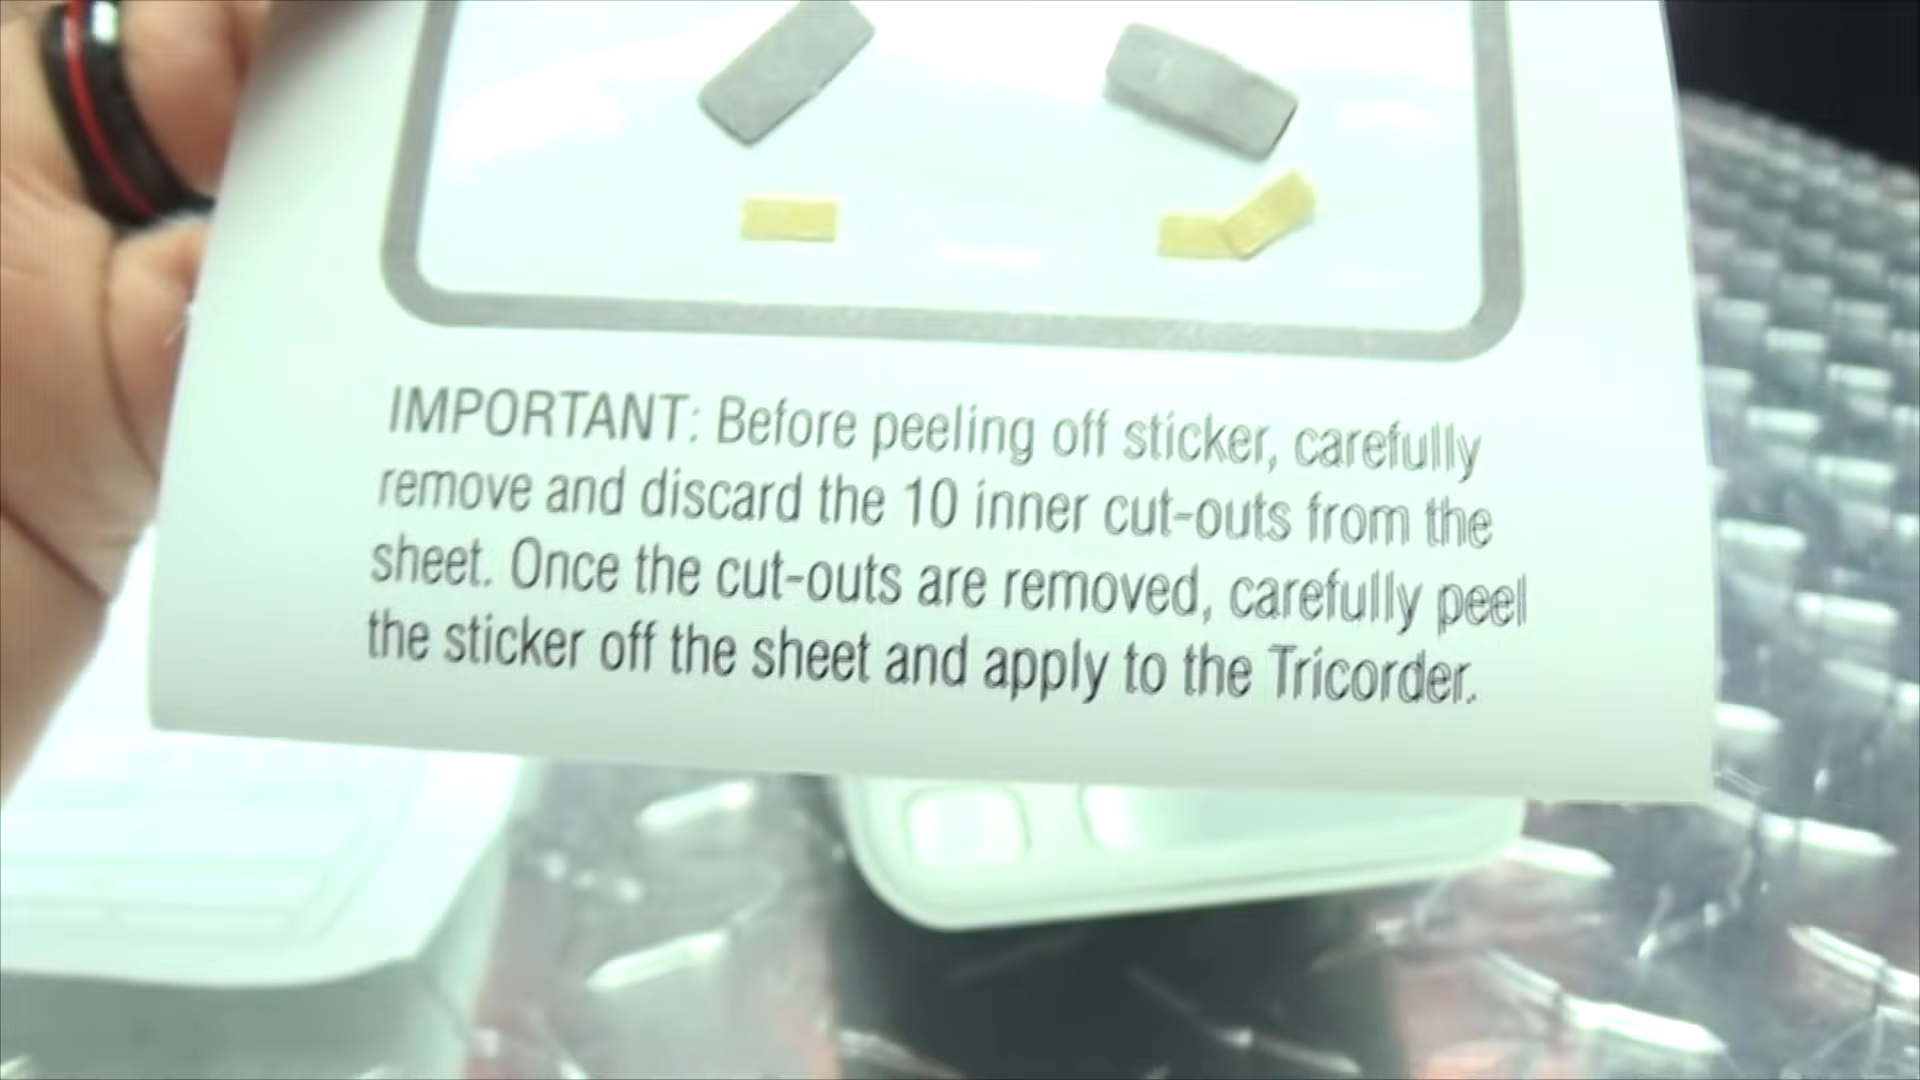 IMPORTANT: Before peeling off sticker, carefully
remove and discard the 10 inner cut-outs from the
sheet. Once the cut-outs are removed, carefully peel
the sticker off the sheet and apply to the Tricorder.